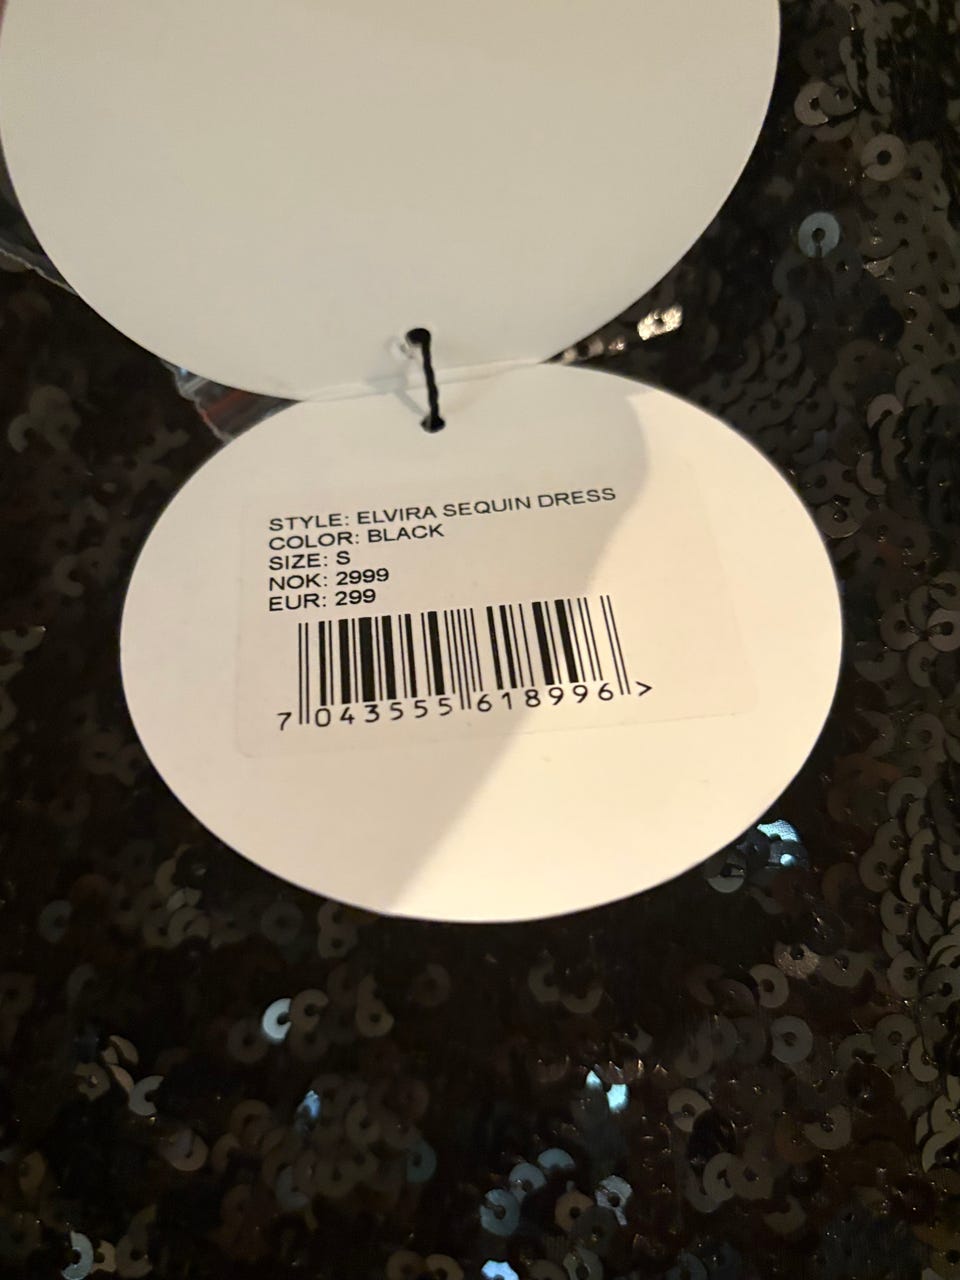 STYLE: ELVIRA SEQUIN DRESS
COLOR: BLACK
SIZE: S
NOK: 2999
EUR: 299
7 043555 618996 >